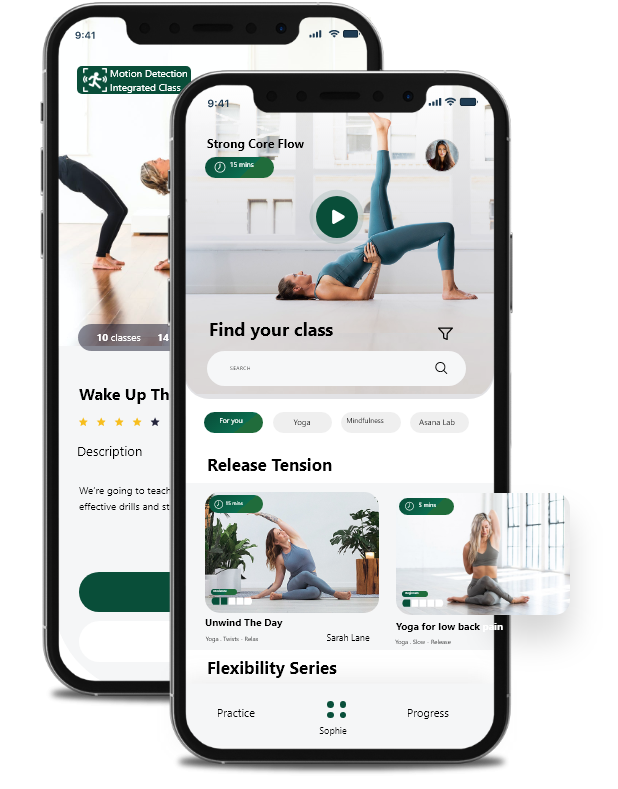 9:41
Motion Detection
Integrated Class
10 classes 14
Wake Up Th
Description
We're going to teach
effective drills and st
9:41
Strong Core Flow
15 mins
Find your class
SEARCH
For you
Yoga
Mindfulness
Asana Lab
Release Tension
15 mins
Unwind The Day
Yoga . Twists - Relax
Sarah Lane
5 mins
Yoga for low back pain
Yoga . Slow - Release
Flexibility Series
Practice
Sophie
Progress